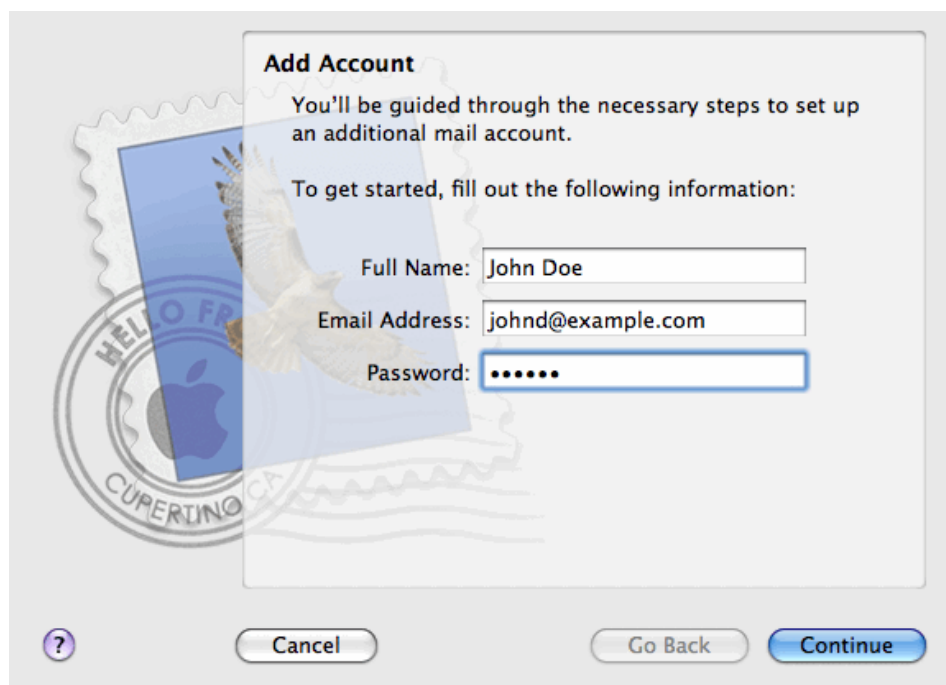 Add Account
You'll be guided through the necessary steps to set up
an additional mail account.
To get started, fill out the following information:
Full Name: John Doe
Email Address: johnd@example.com
Password: ••••••
HELLO FR
CUPERTINO CA
? Cancel Go Back Continue